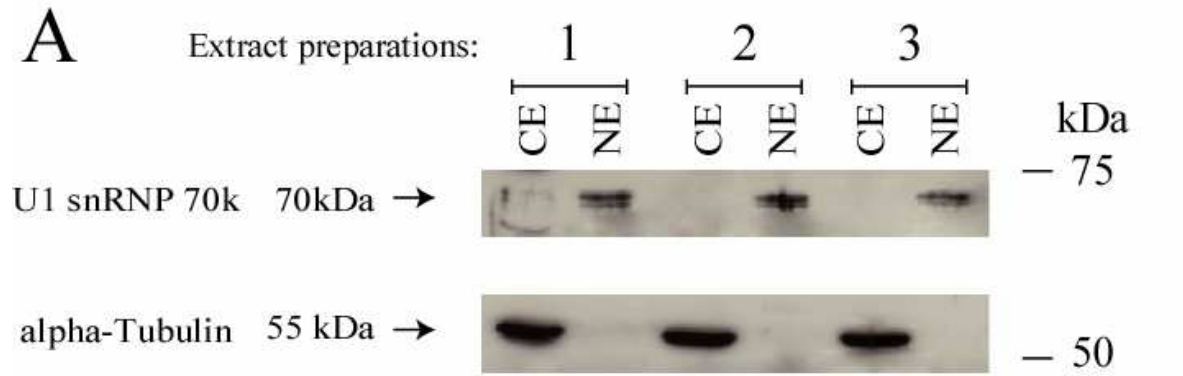 A
Extract preparations: 1 2 3
CE NE CE NE CE NE
kDa
75
U1 snRNP 70k 70kDa
alpha-Tubulin 55 kDa
50